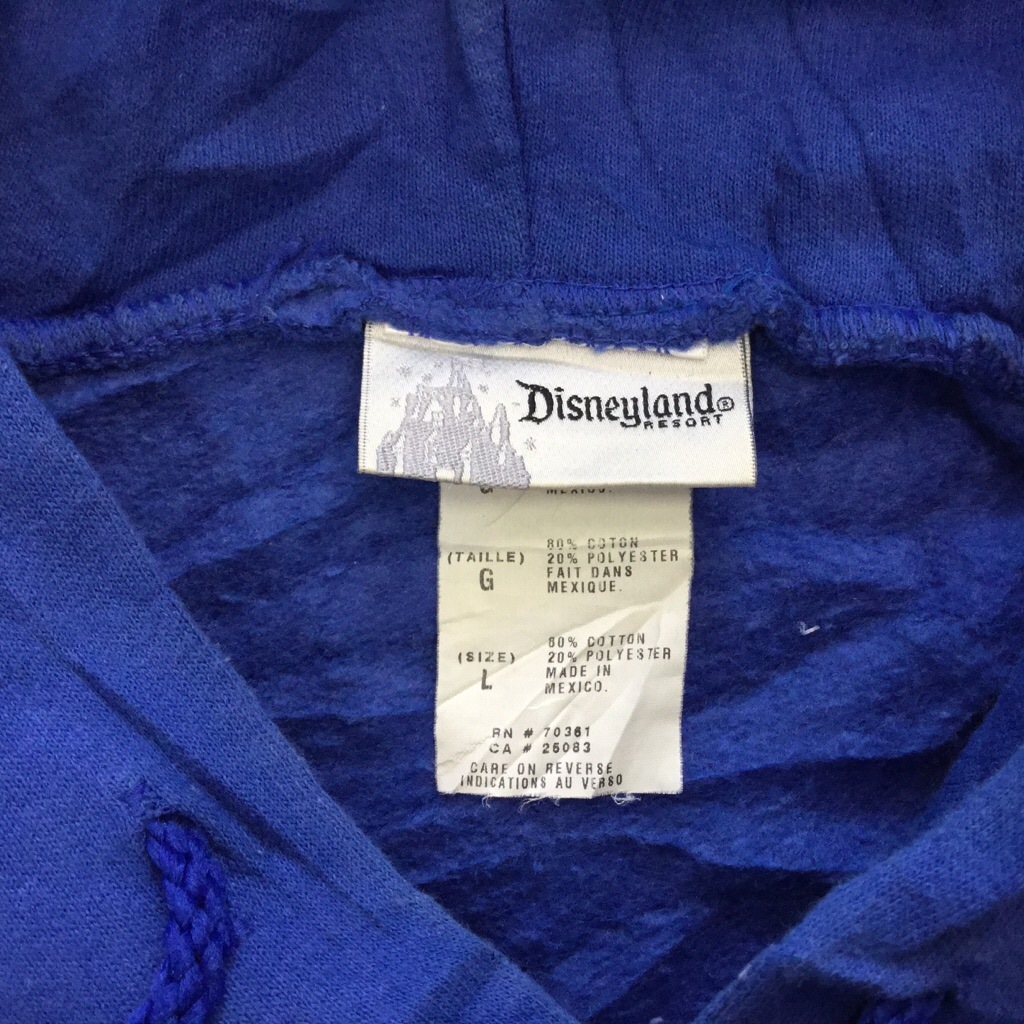 Disneyland®
RESORT
G MEXICO.
80% COTON
(TAILLE) 20% POLYESTER
G FAIT DANS
MEXIQUE.
80% COTTON
(SIZE) 20% POLYESTER
L MADE IN
MEXICO.
RN # 70361
CA # 25083
CARE ON REVERSE
INDICATIONS AU VERSO